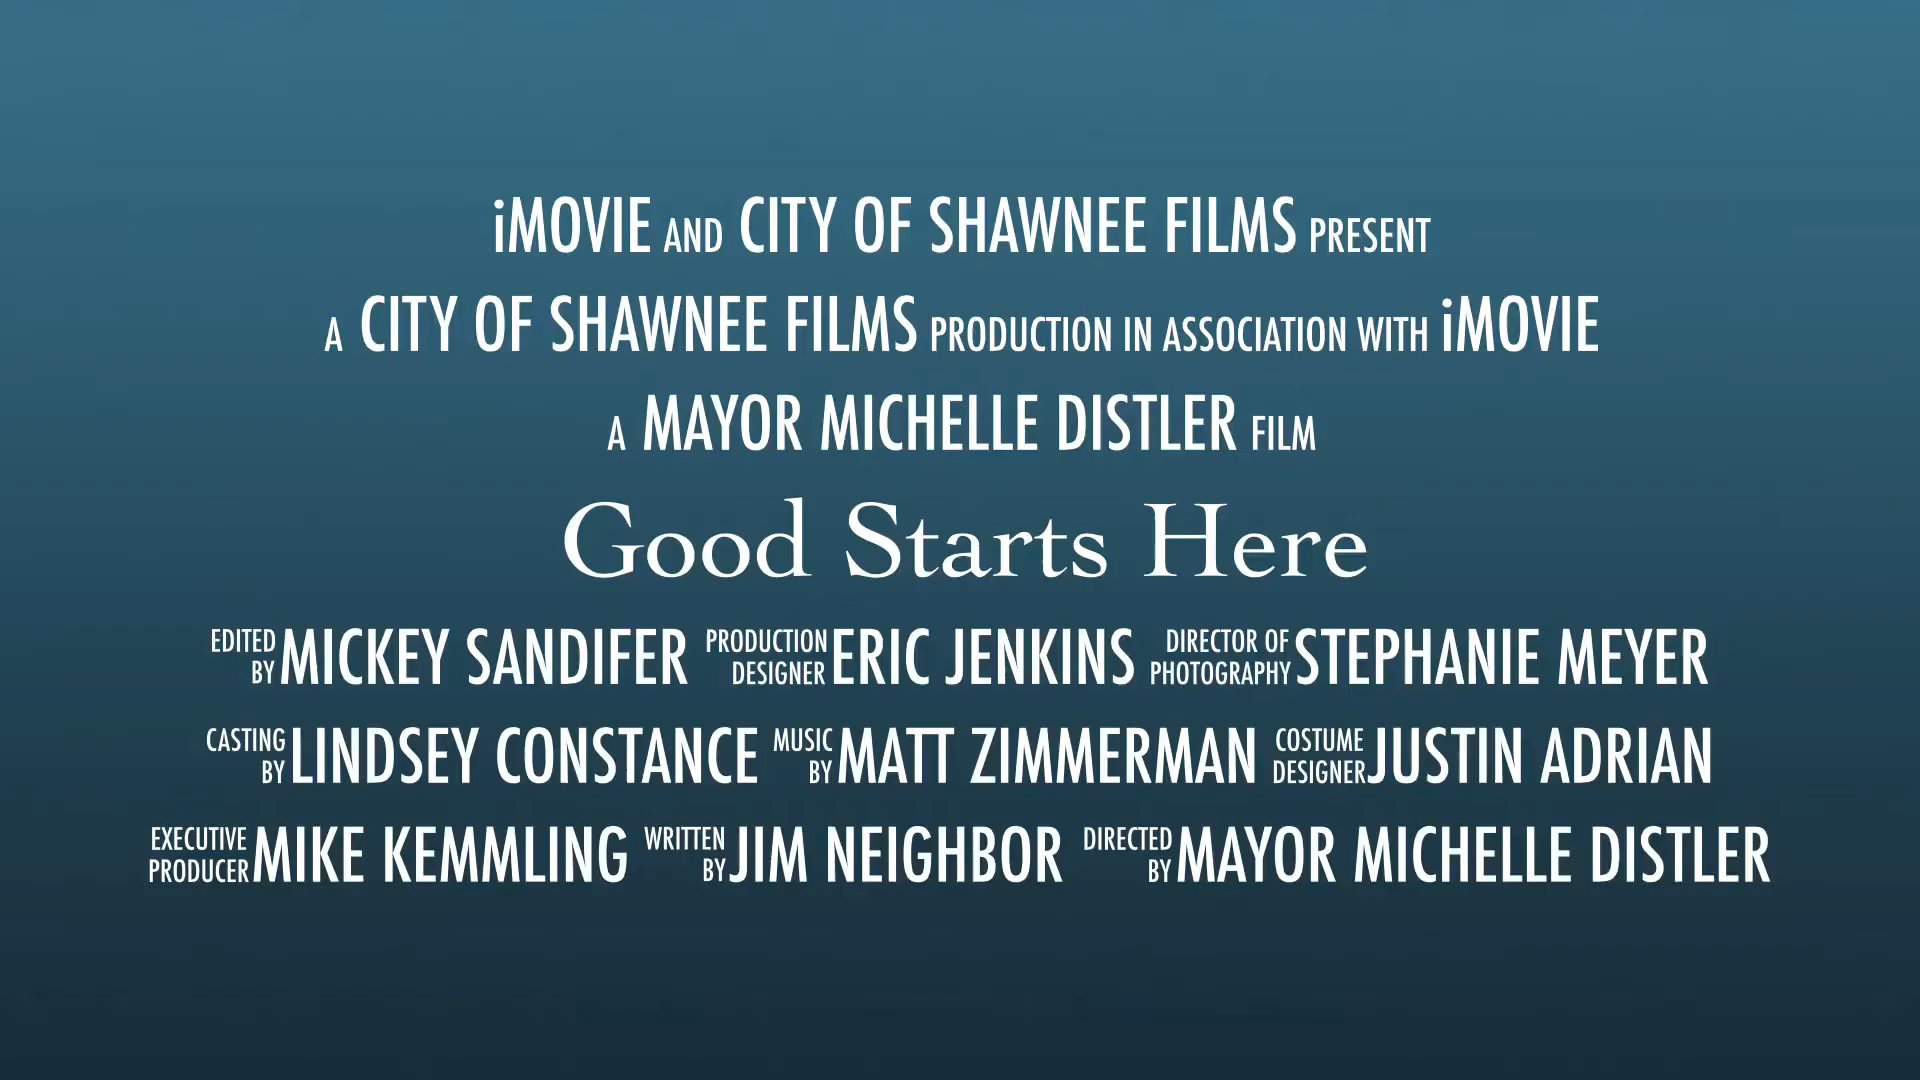 iMOVIE AND CITY OF SHAWNEE FILMS PRESENT
A CITY OF SHAWNEE FILMS PRODUCTION IN ASSOCIATION WITH iMOVIE
A MAYOR MICHELLE DISTLER FILM
Good Starts Here
EDITED BY MICKEY SANDIFER PRODUCTION DESIGNER ERIC JENKINS DIRECTOR OF PHOTOGRAPHY STEPHANIE MEYER
CASTING BY LINDSEY CONSTANCE MUSIC BY MATT ZIMMERMAN COSTUME DESIGNER JUSTIN ADRIAN
EXECUTIVE PRODUCER MIKE KEMMLING WRITTEN BY JIM NEIGHBOR DIRECTED BY MAYOR MICHELLE DISTLER